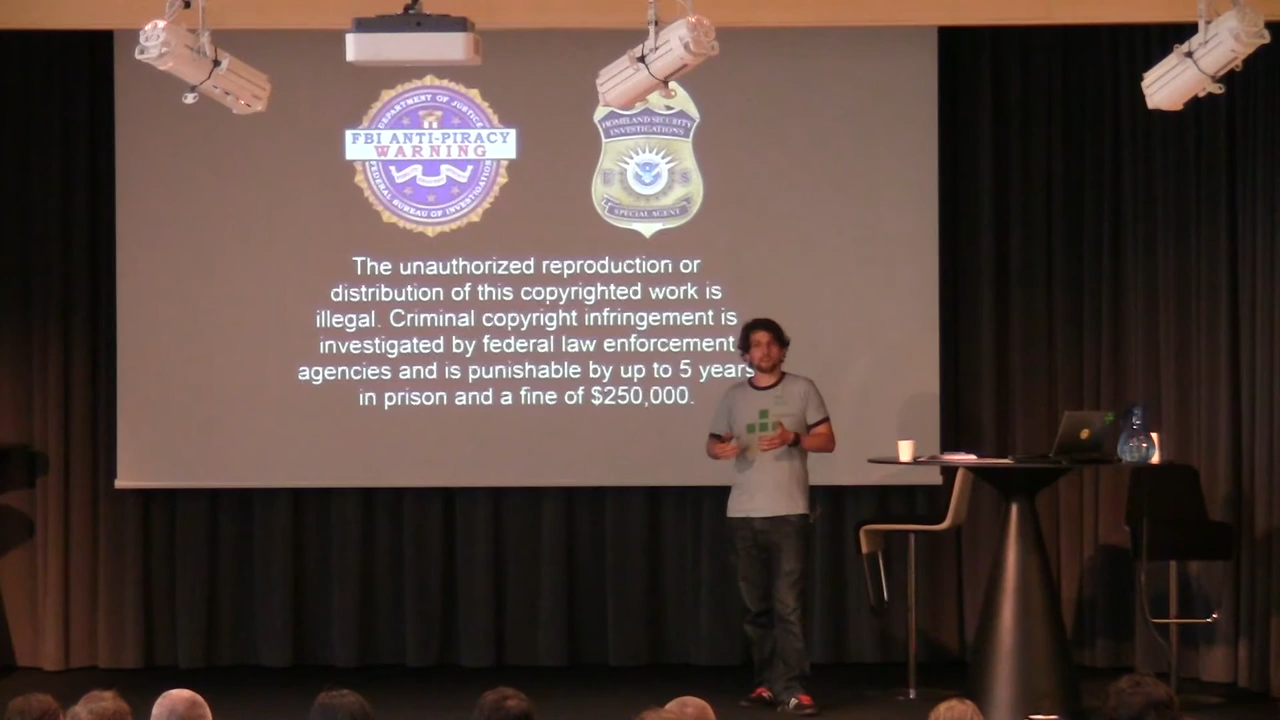 DEPARTMENT OF JUSTICE
FBI ANTI-PIRACY
WARNING
FEDERAL BUREAU OF INVESTIGATION
HOMELAND SECURITY
INVESTIGATIONS
SPECIAL AGENT
The unauthorized reproduction or
distribution of this copyrighted work is
illegal. Criminal copyright infringement is
investigated by federal law enforcement
agencies and is punishable by up to 5 years
in prison and a fine of $250,000.